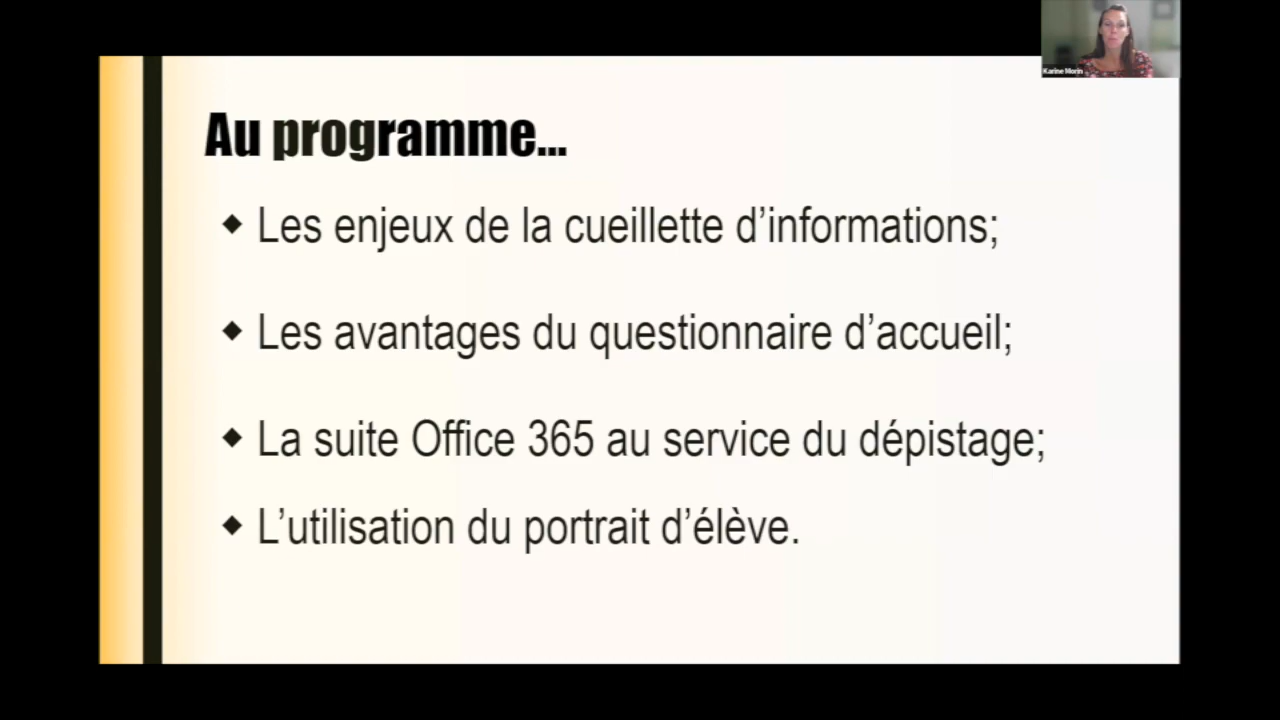 Karine Morin
Au programme...
◆ Les enjeux de la cueillette d’informations;
◆ Les avantages du questionnaire d’accueil;
◆ La suite Office 365 au service du dépistage;
◆ L’utilisation du portrait d’élève.